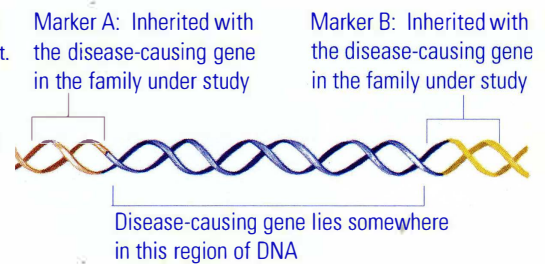 Marker A: Inherited with
t. the disease-causing gene
in the family under study
Marker B: Inherited with
the disease-causing gene
in the family under study
Disease-causing gene lies somewhere
in this region of DNA